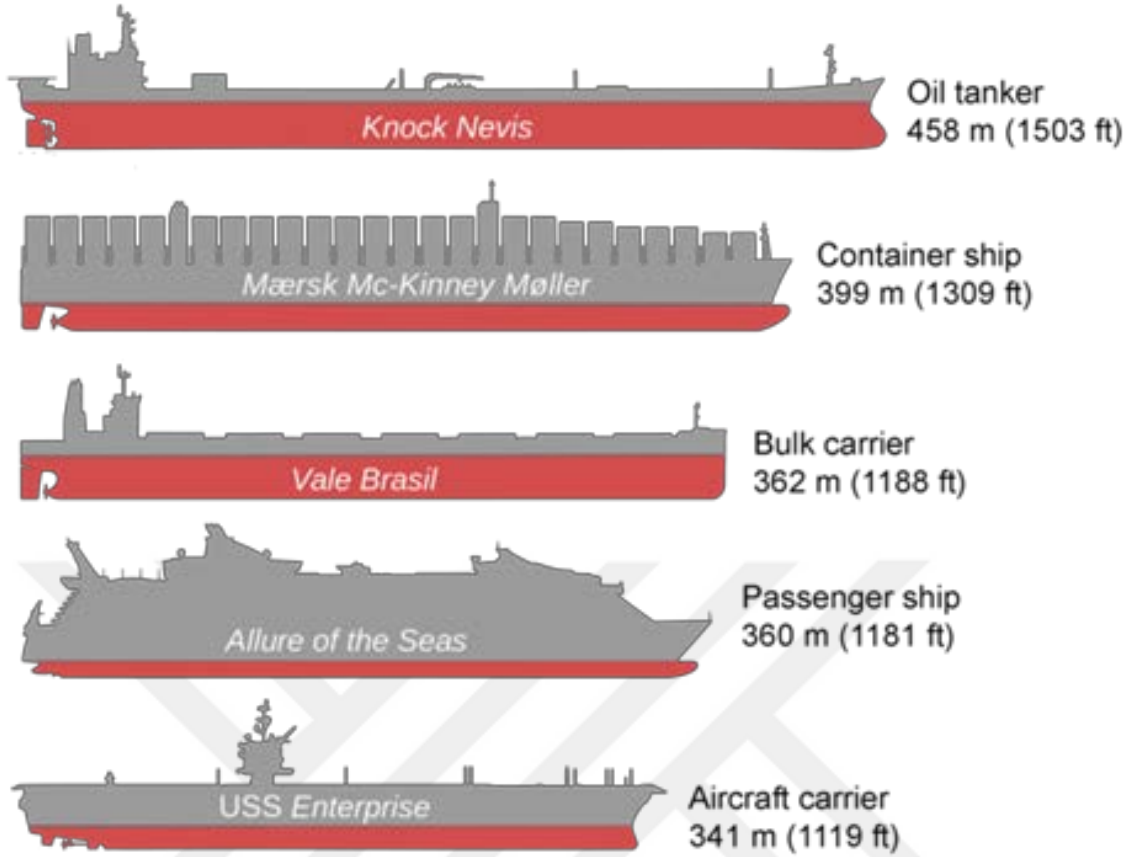 Knock Nevis
Oil tanker
458 m (1503 ft)
Mærsk Mc-Kinney Møller
Container ship
399 m (1309 ft)
Vale Brasil
Bulk carrier
362 m (1188 ft)
Allure of the Seas
Passenger ship
360 m (1181 ft)
USS Enterprise
Aircraft carrier
341 m (1119 ft)